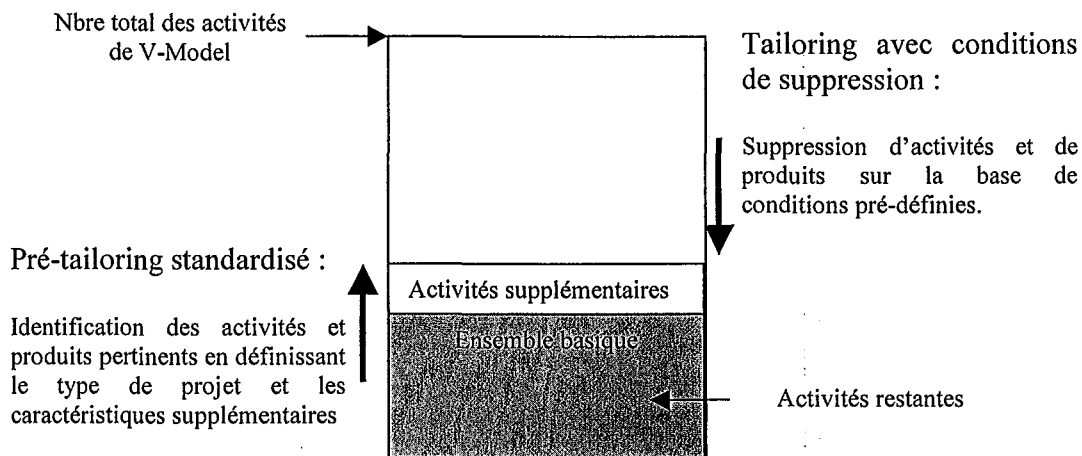 Nbre total des activités
de V-Model
Tailoring avec conditions
de suppression :
Suppression d'activités et de
produits sur la base de
conditions pré-définies.
Pré-tailoring standardisé :
Identification des activités et
produits pertinents en définissant
le type de projet et les
caractéristiques supplémentaires
Activités supplémentaires
Ensemble basique
Activités restantes